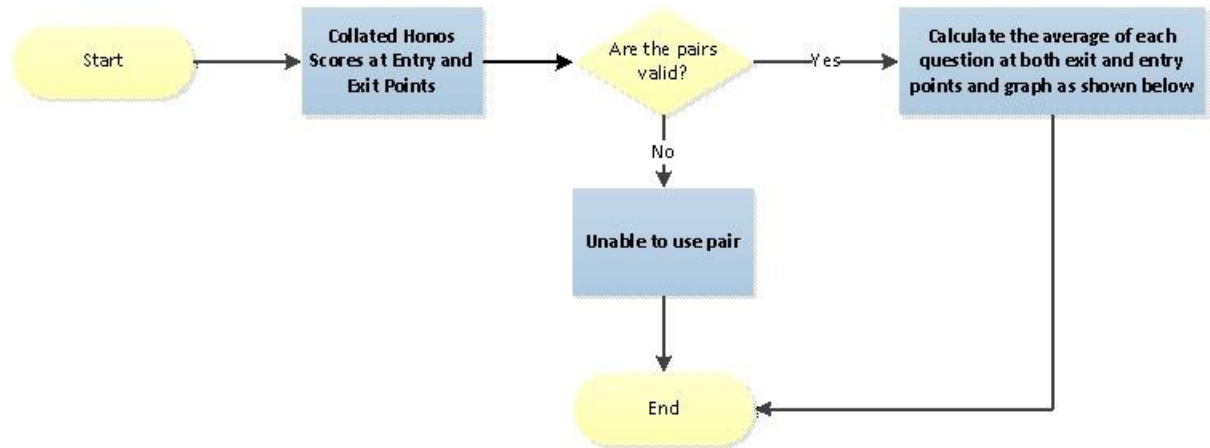 Start
Collated Honos
Scores at Entry and
Exit Points
Are the pairs
valid?
Yes
Calculate the average of each
question at both exit and entry
points and graph as shown below
No
Unable to use pair
End